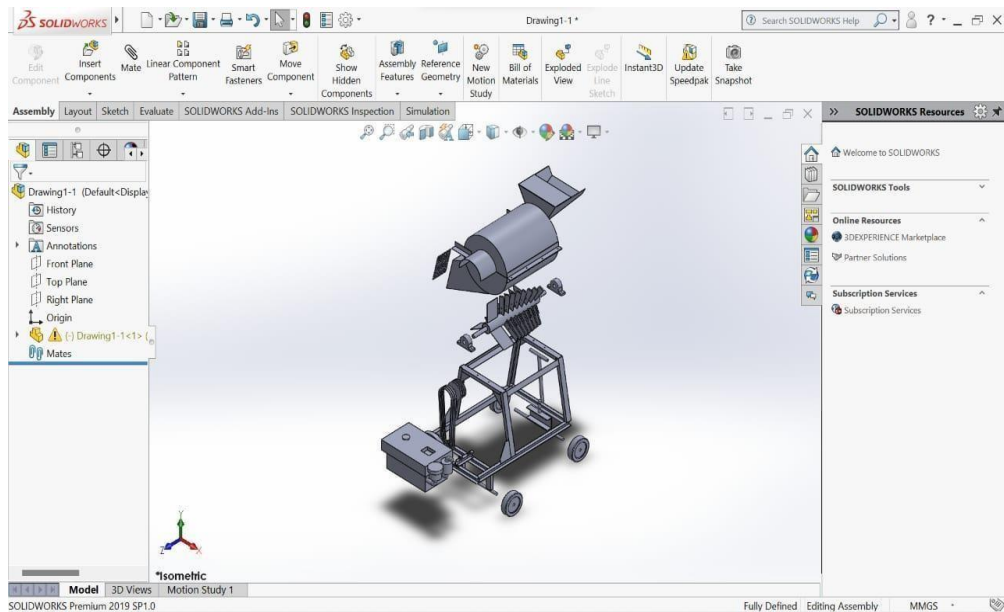 SOLIDWORKS
Drawing1-1 *
Search SOLIDWORKS Help
Edit Component
Insert Components
Mate
Linear Component Pattern
Smart Fasteners
Move Component
Show Hidden Components
Assembly Features
Reference Geometry
New Motion Study
Bill of Materials
Exploded View
Explode Line Sketch
Instant3D
Update Speedpak
Take Snapshot
Assembly
Layout
Sketch
Evaluate
SOLIDWORKS Add-Ins
SOLIDWORKS Inspection
Simulation
SOLIDWORKS Resources
Drawing1-1 (Default<Display
History
Sensors
Annotations
Front Plane
Top Plane
Right Plane
Origin
(-) Drawing1-1<1> (
Mates
Welcome to SOLIDWORKS
SOLIDWORKS Tools
Online Resources
3DEXPERIENCE Marketplace
Partner Solutions
Subscription Services
Subscription Services
Y
Z
X
*Isometric
Model
3D Views
Motion Study 1
SOLIDWORKS Premium 2019 SP1.0
Fully Defined
Editing Assembly
MMGS